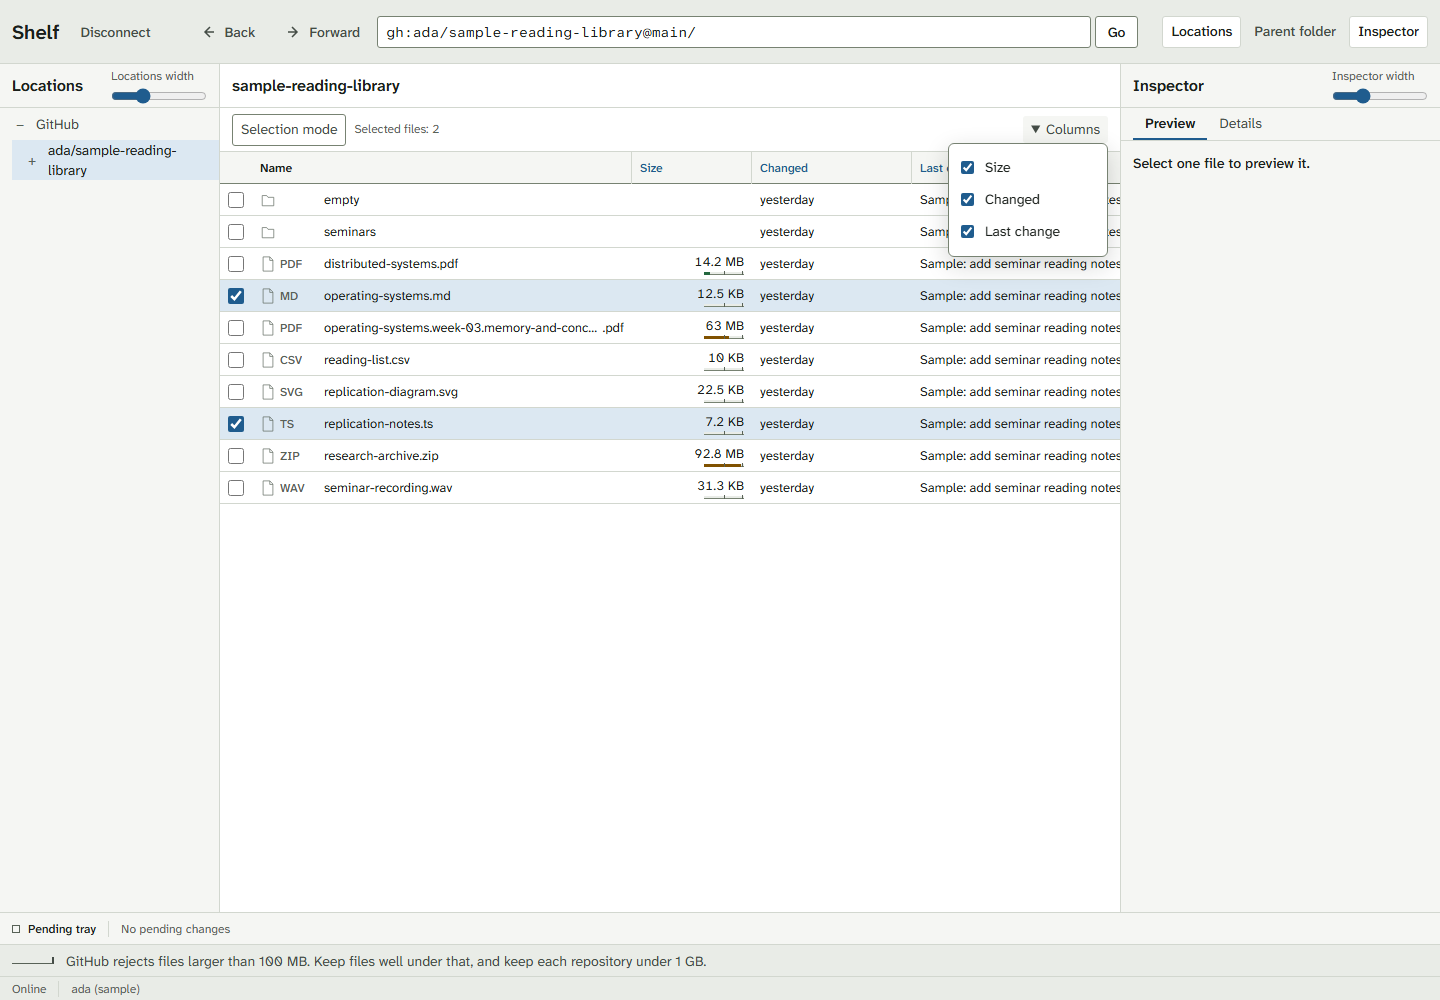 Shelf Disconnect Back Forward gh:ada/sample-reading-library@main/ Go Locations Parent folder Inspector
Locations Locations width
– GitHub
+ ada/sample-reading-
library
sample-reading-library
Selection mode Selected files: 2 ▼ Columns
Size
Changed
Last change
Name Size Changed Last
empty yesterday
seminars yesterday
PDF distributed-systems.pdf 14.2 MB yesterday Sample: add seminar reading notes
MD operating-systems.md 12.5 KB yesterday Sample: add seminar reading notes
PDF operating-systems.week-03.memory-and-conc... .pdf 63 MB yesterday Sample: add seminar reading notes
CSV reading-list.csv 10 KB yesterday Sample: add seminar reading notes
SVG replication-diagram.svg 22.5 KB yesterday Sample: add seminar reading notes
TS replication-notes.ts 7.2 KB yesterday Sample: add seminar reading notes
ZIP research-archive.zip 92.8 MB yesterday Sample: add seminar reading notes
WAV seminar-recording.wav 31.3 KB yesterday Sample: add seminar reading notes
Inspector Inspector width
Preview Details
Select one file to preview it.
Pending tray No pending changes
GitHub rejects files larger than 100 MB. Keep files well under that, and keep each repository under 1 GB.
Online ada (sample)